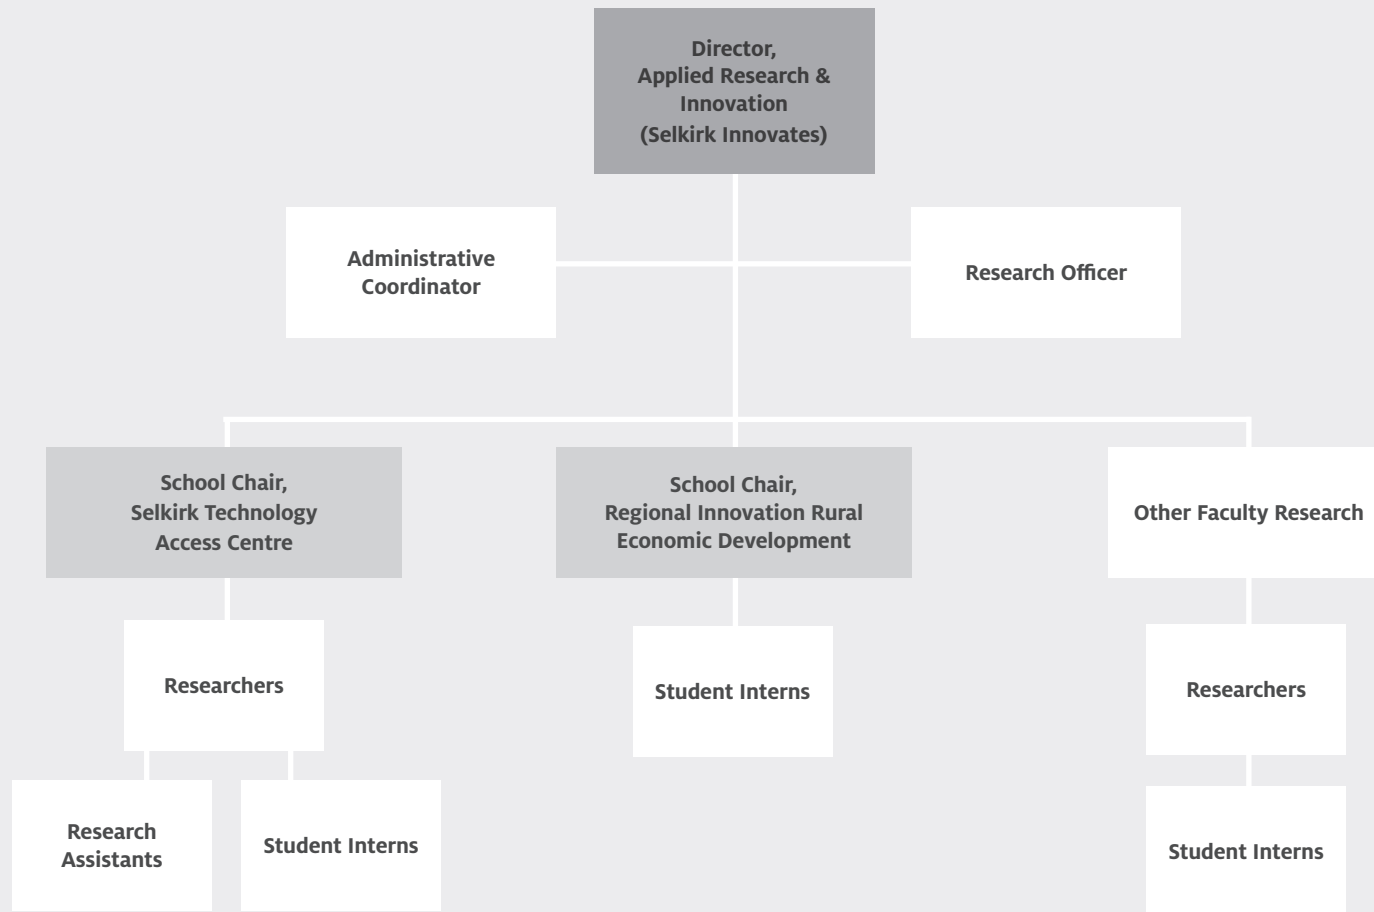 Director,
Applied Research &
Innovation
(Selkirk Innovates)
Administrative
Coordinator
Research Officer
School Chair,
Selkirk Technology
Access Centre
School Chair,
Regional Innovation Rural
Economic Development
Other Faculty Research
Researchers
Student Interns
Researchers
Research
Assistants
Student Interns
Student Interns